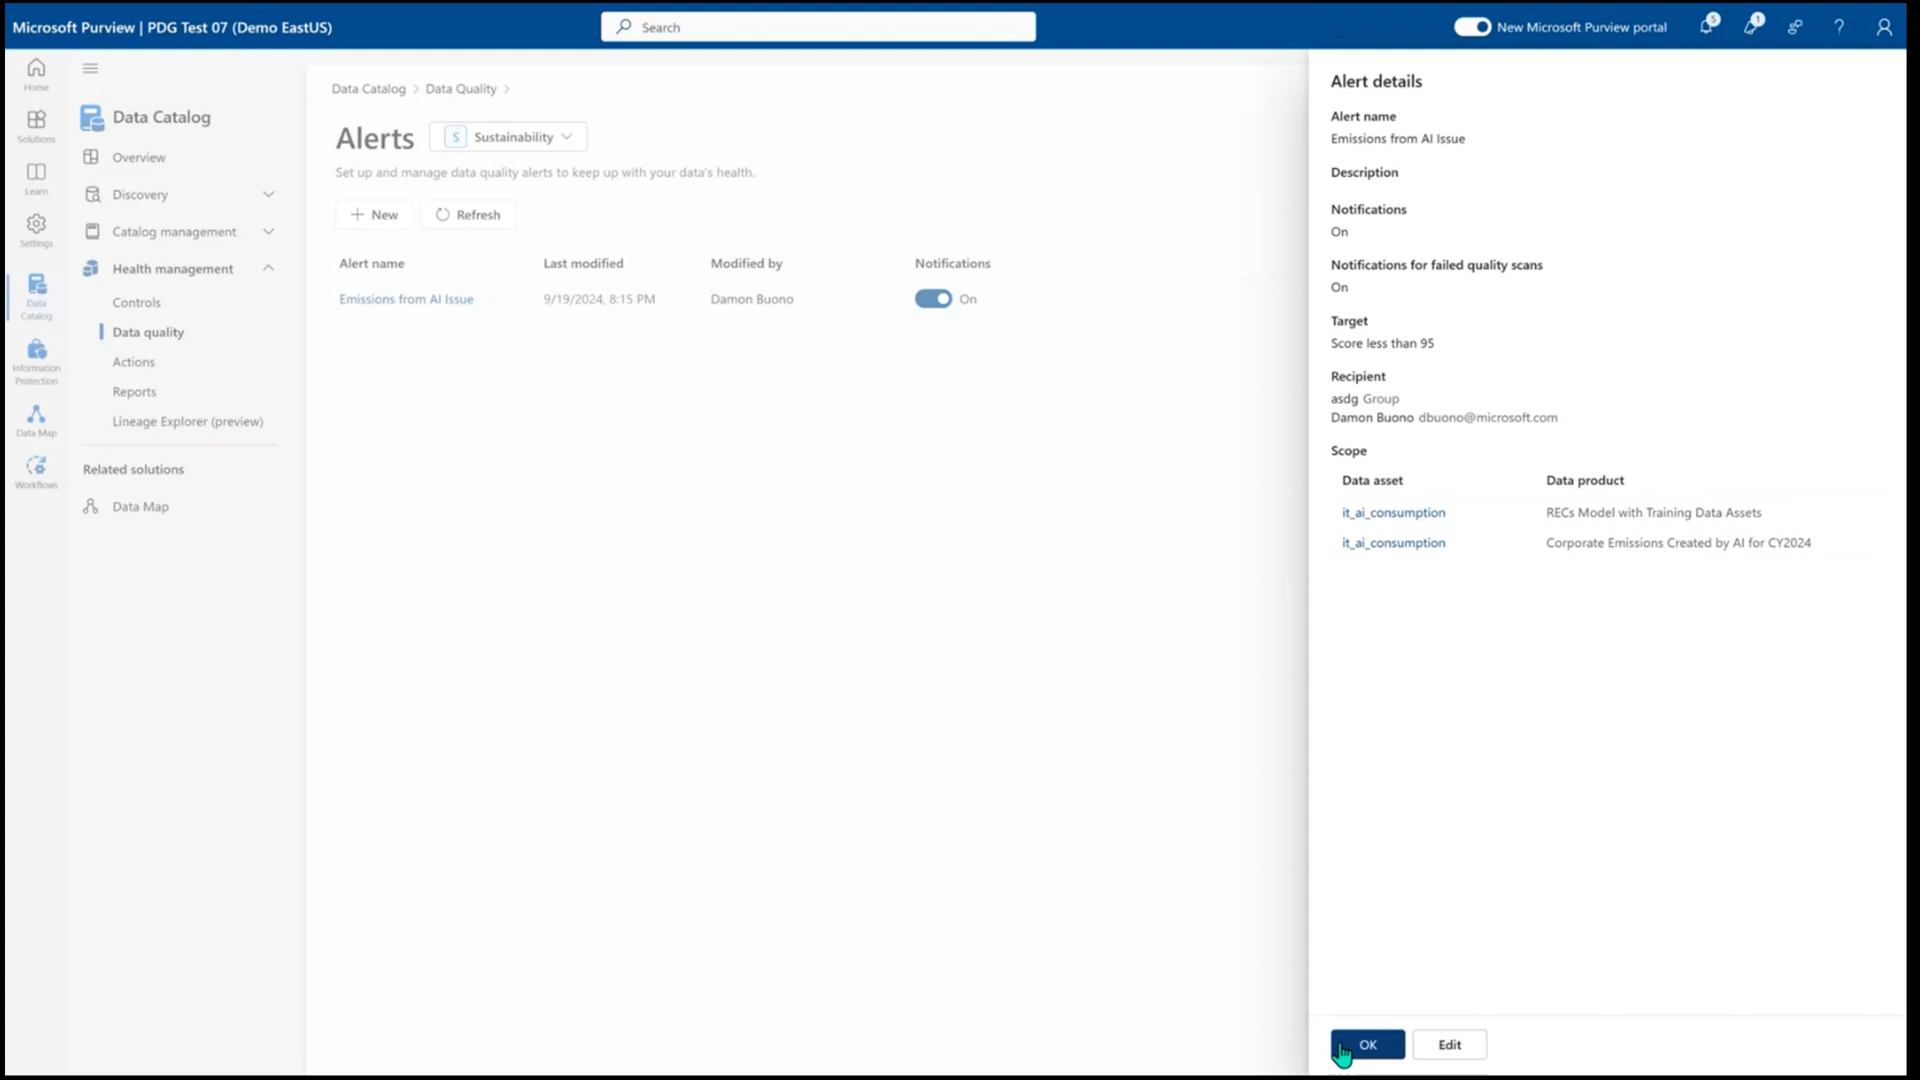 Microsoft Purview | PDG Test 07 (Demo EastUS)
Search
New Microsoft Purview portal
5
1
Home
Solutions
Learn
Settings
Data
Catalog
Information
Protection
Data Map
Workflows
Data Catalog
Overview
Discovery
Catalog management
Health management
Controls
Data quality
Actions
Reports
Lineage Explorer (preview)
Related solutions
Data Map
Data Catalog > Data Quality >
Alerts
S Sustainability
Set up and manage data quality alerts to keep up with your data's health.
+ New Refresh
Alert name Last modified Modified by Notifications
Emissions from AI Issue 9/19/2024, 8:15 PM Damon Buono On
Alert details
Alert name
Emissions from AI Issue
Description
Notifications
On
Notifications for failed quality scans
On
Target
Score less than 95
Recipient
asdg Group
Damon Buono dbuono@microsoft.com
Scope
Data asset Data product
it_ai_consumption RECs Model with Training Data Assets
it_ai_consumption Corporate Emissions Created by AI for CY2024
OK Edit